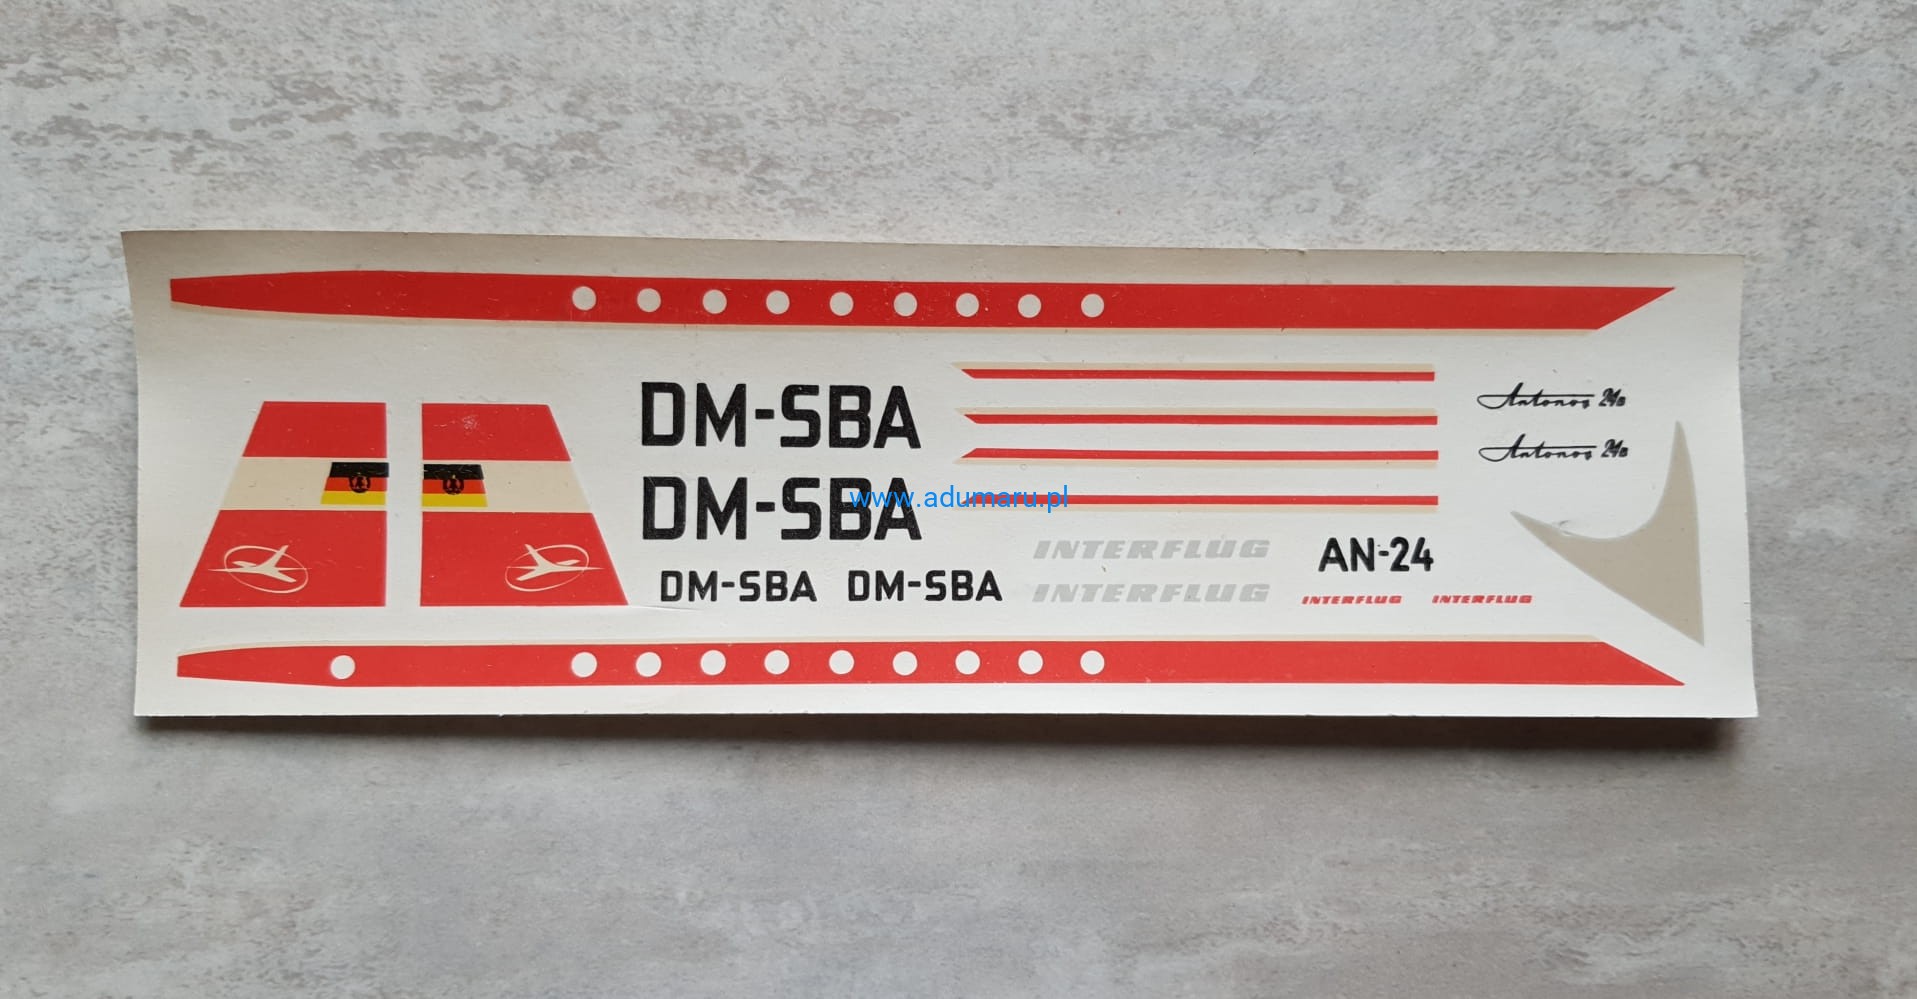 DM-SBA
DM-SBA
DM-SBA DM-SBA
www.adumaru.pl
INTERFLUG
INTERFLUG
AN-24
INTERFLUG INTERFLUG
Antonov 24B
Antonov 24B